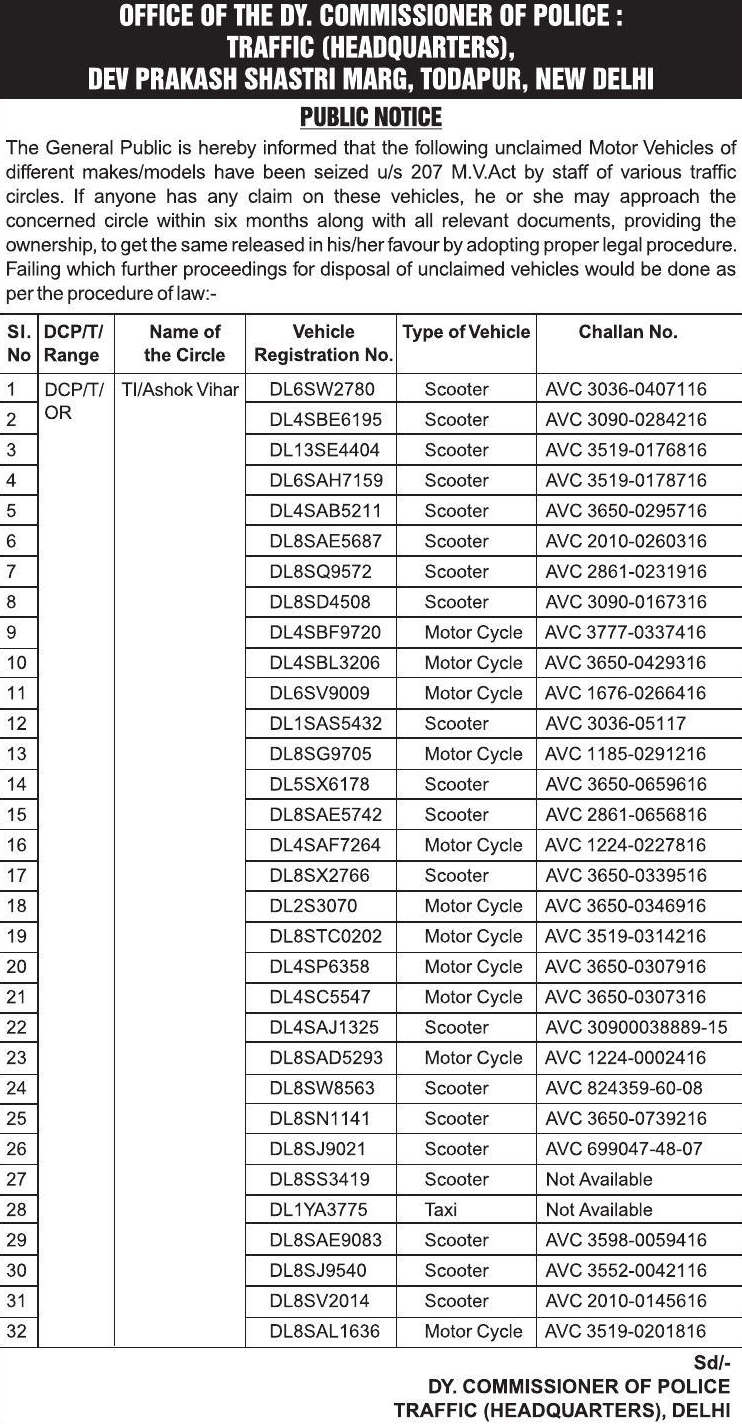 OFFICE OF THE DY. COMMISSIONER OF POLICE :
TRAFFIC (HEADQUARTERS),
DEV PRAKASH SHASTRI MARG, TODAPUR, NEW DELHI
PUBLIC NOTICE
The General Public is hereby informed that the following unclaimed Motor Vehicles of
different makes/models have been seized u/s 207 M.V.Act by staff of various traffic
circles. If anyone has any claim on these vehicles, he or she may approach the
concerned circle within six months along with all relevant documents, providing the
ownership, to get the same released in his/her favour by adopting proper legal procedure.
Failing which further proceedings for disposal of unclaimed vehicles would be done as
per the procedure of law:-
SI. DCP/T/ Name of Vehicle Type of Vehicle Challan No.
No Range the Circle Registration No.
1 DCP/T/ TI/Ashok Vihar DL6SW2780 Scooter AVC 3036-0407116
OR
2 DL4SBE6195 Scooter AVC 3090-0284216
3 DL13SE4404 Scooter AVC 3519-0176816
4 DL6SAH7159 Scooter AVC 3519-0178716
5 DL4SAB5211 Scooter AVC 3650-0295716
6 DL8SAE5687 Scooter AVC 2010-0260316
7 DL8SQ9572 Scooter AVC 2861-0231916
8 DL8SD4508 Scooter AVC 3090-0167316
9 DL4SBF9720 Motor Cycle AVC 3777-0337416
10 DL4SBL3206 Motor Cycle AVC 3650-0429316
11 DL6SV9009 Motor Cycle AVC 1676-0266416
12 DL1SAS5432 Scooter AVC 3036-05117
13 DL8SG9705 Motor Cycle AVC 1185-0291216
14 DL5SX6178 Scooter AVC 3650-0659616
15 DL8SAE5742 Scooter AVC 2861-0656816
16 DL4SAF7264 Motor Cycle AVC 1224-0227816
17 DL8SX2766 Scooter AVC 3650-0339516
18 DL2S3070 Motor Cycle AVC 3650-0346916
19 DL8STC0202 Motor Cycle AVC 3519-0314216
20 DL4SP6358 Motor Cycle AVC 3650-0307916
21 DL4SC5547 Motor Cycle AVC 3650-0307316
22 DL4SAJ1325 Scooter AVC 30900038889-15
23 DL8SAD5293 Motor Cycle AVC 1224-0002416
24 DL8SW8563 Scooter AVC 824359-60-08
25 DL8SN1141 Scooter AVC 3650-0739216
26 DL8SJ9021 Scooter AVC 699047-48-07
27 DL8SS3419 Scooter Not Available
28 DL1YA3775 Taxi Not Available
29 DL8SAE9083 Scooter AVC 3598-0059416
30 DL8SJ9540 Scooter AVC 3552-0042116
31 DL8SV2014 Scooter AVC 2010-0145616
32 DL8SAL1636 Motor Cycle AVC 3519-0201816
Sd/-
DY. COMMISSIONER OF POLICE
TRAFFIC (HEADQUARTERS), DELHI